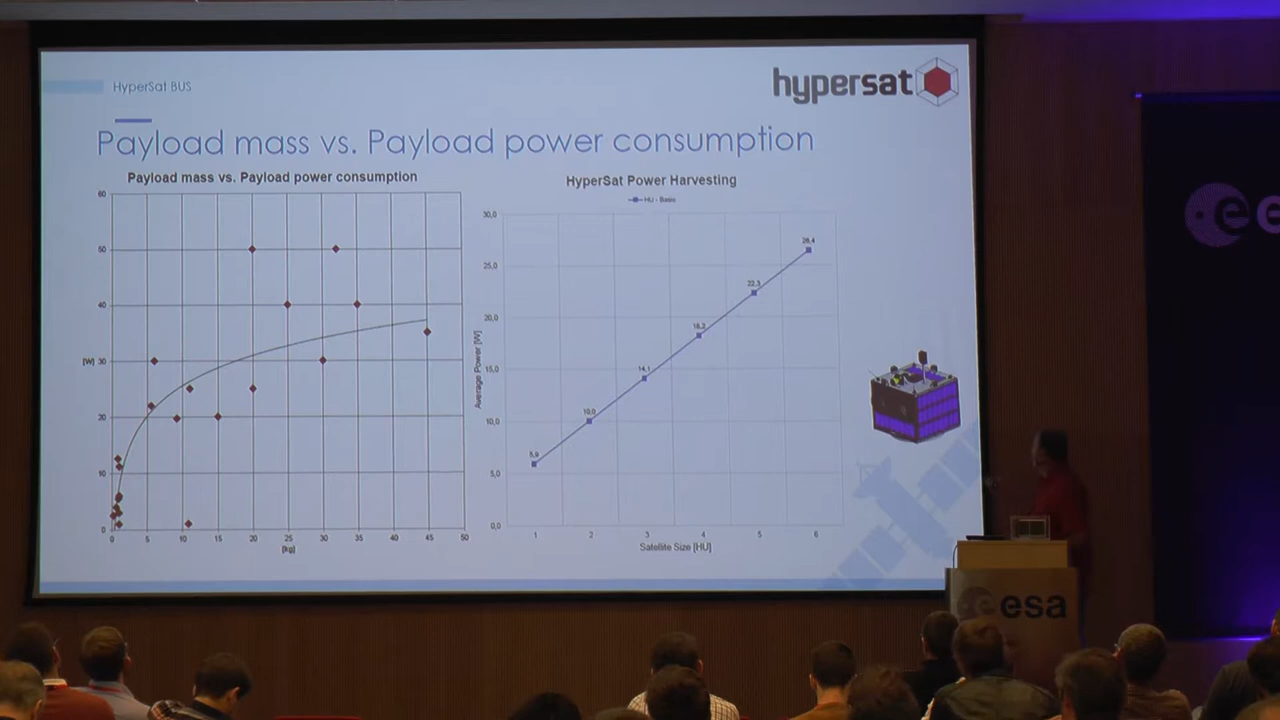 HyperSat BUS
hypersat
Payload mass vs. Payload power consumption
Payload mass vs. Payload power consumption
60
50
40
[W] 30
20
10
0
0 5 10 15 20 25 30 35 40 45 50
[kg]
HyperSat Power Harvesting
HU - Basis
30,0
25,0
20,0
15,0
10,0
5,0
0,0
Average Power [W]
5,9
10,0
14,1
18,2
22,3
26,4
1 2 3 4 5 6
Satellite Size [HU]
esa
e